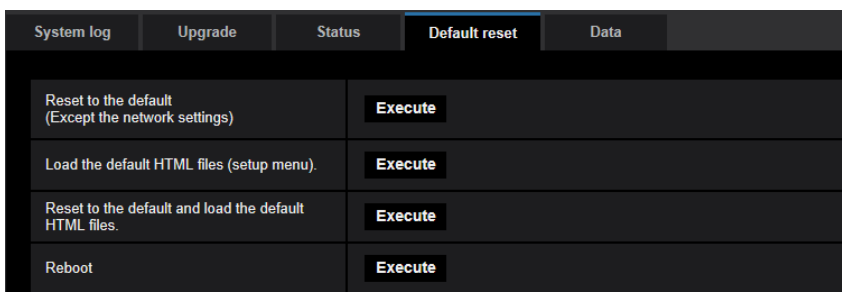 System log Upgrade Status Default reset Data
Reset to the default
(Except the network settings)
Execute
Load the default HTML files (setup menu).
Execute
Reset to the default and load the default
HTML files.
Execute
Reboot
Execute